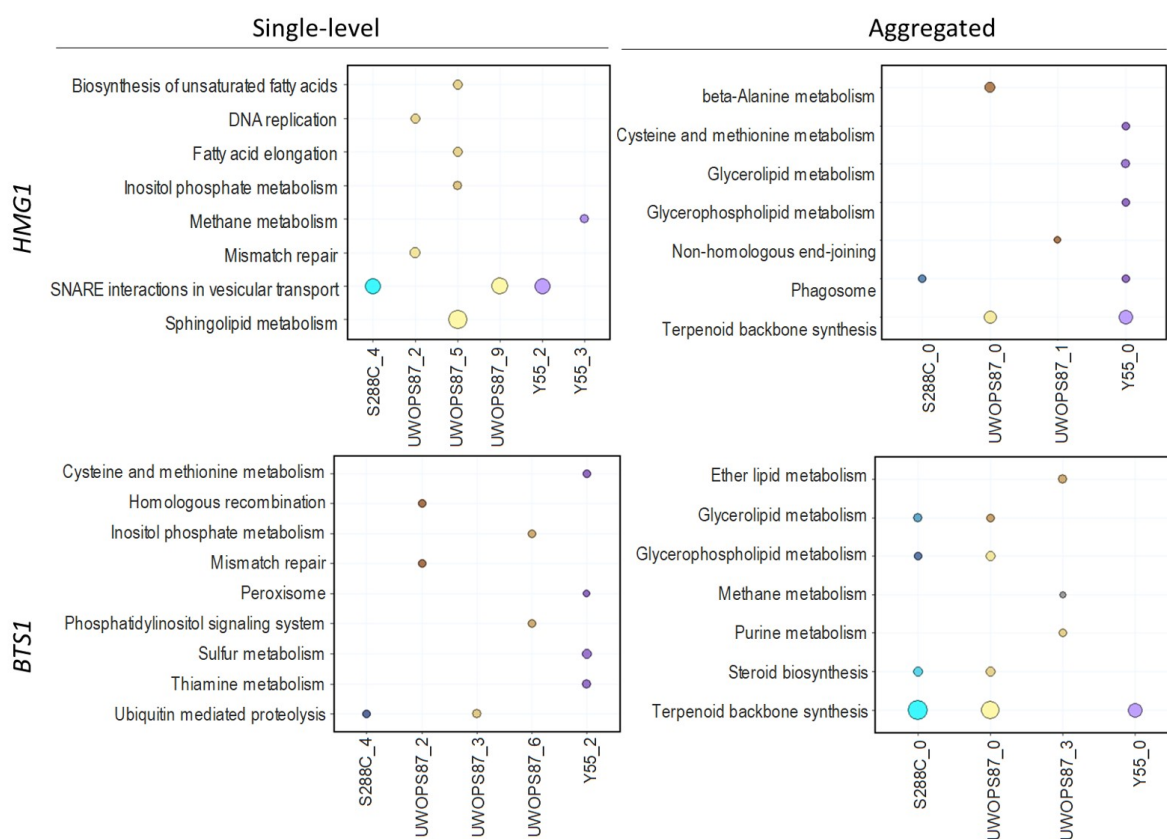 Single-level
Aggregated
HMG1
Biosynthesis of unsaturated fatty acids
DNA replication
Fatty acid elongation
Inositol phosphate metabolism
Methane metabolism
Mismatch repair
SNARE interactions in vesicular transport
Sphingolipid metabolism
S288C_4
UWOPS87_2
UWOPS87_5
UWOPS87_9
Y55_2
Y55_3
beta-Alanine metabolism
Cysteine and methionine metabolism
Glycerolipid metabolism
Glycerophospholipid metabolism
Non-homologous end-joining
Phagosome
Terpenoid backbone synthesis
S288C_0
UWOPS87_0
UWOPS87_1
Y55_0
BTS1
Cysteine and methionine metabolism
Homologous recombination
Inositol phosphate metabolism
Mismatch repair
Peroxisome
Phosphatidylinositol signaling system
Sulfur metabolism
Thiamine metabolism
Ubiquitin mediated proteolysis
S288C_4
UWOPS87_2
UWOPS87_3
UWOPS87_6
Y55_2
Ether lipid metabolism
Glycerolipid metabolism
Glycerophospholipid metabolism
Methane metabolism
Purine metabolism
Steroid biosynthesis
Terpenoid backbone synthesis
S288C_0
UWOPS87_0
UWOPS87_3
Y55_0